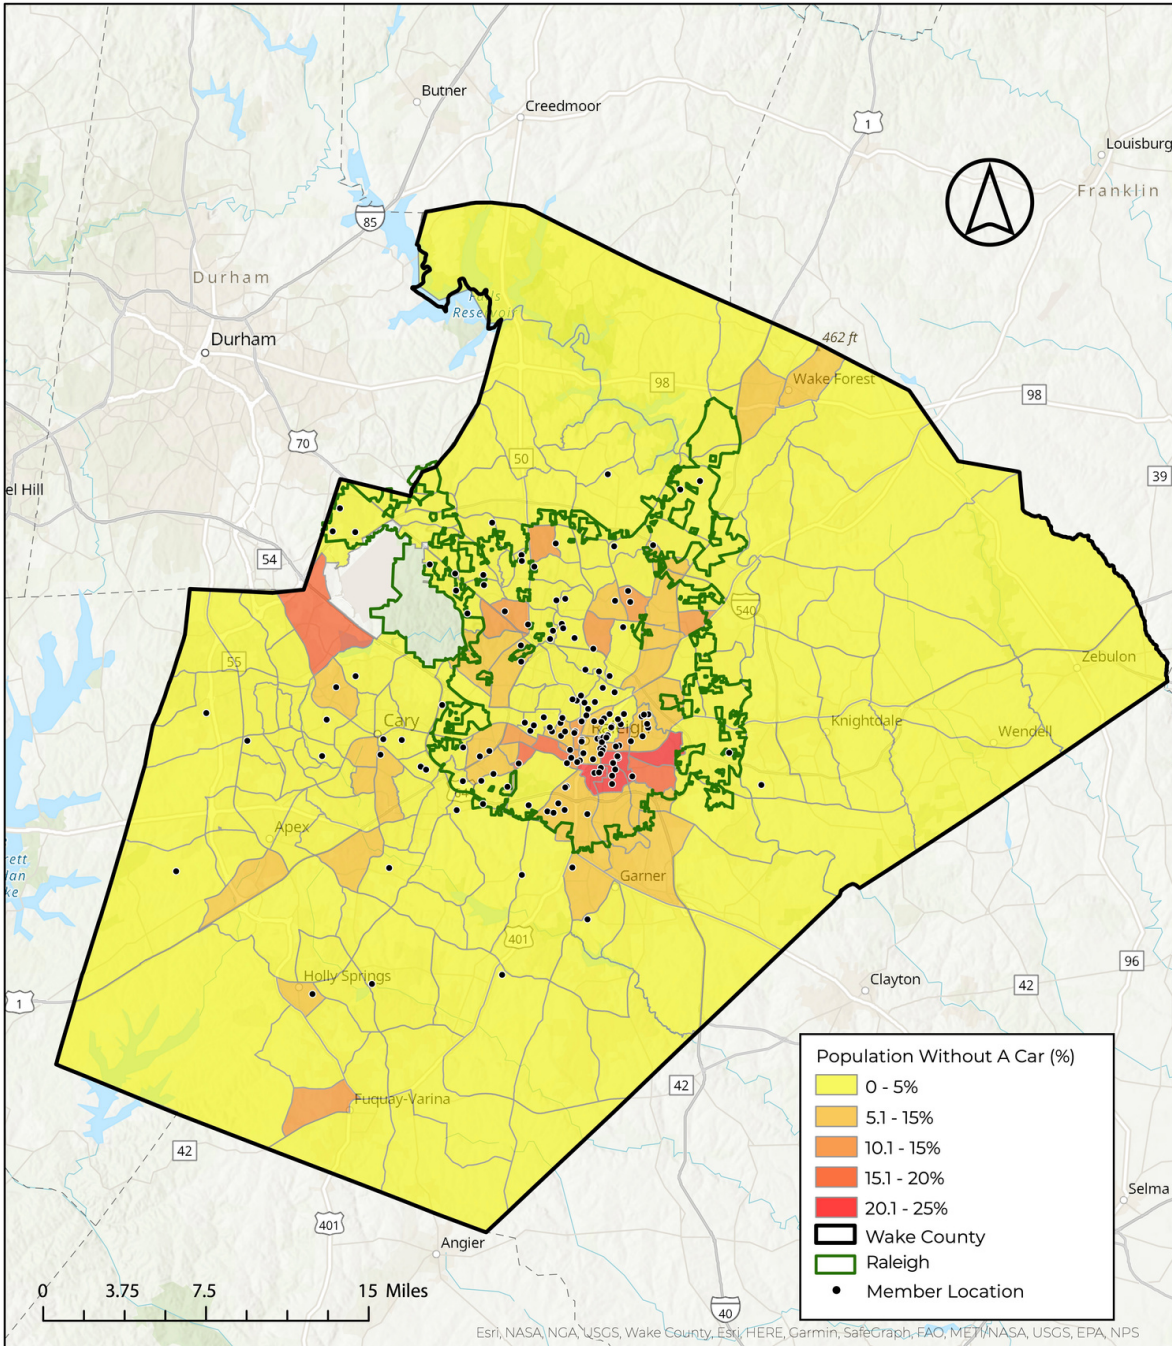 Butner
Creedmoor
1
Louisburg
Franklin
85
Durham
Falls
Reservoir
Durham
462 ft
98
Wake Forest
98
70
50
39
el Hill
54
540
55
Zebulon
Cary
Raleigh
Knightdale
Wendell
64
Apex
Garner
401
Holly Springs
96
Clayton
42
1
Fuquay-Varina
42
42
401
Angier
Selma
40
Population Without A Car (%)
0 - 5%
5.1 - 15%
10.1 - 15%
15.1 - 20%
20.1 - 25%
Wake County
Raleigh
Member Location
0 3.75 7.5 15 Miles
Esri, NASA, NGA, USGS, Wake County, Esri, HERE, Garmin, SafeGraph, FAO, METI/NASA, USGS, EPA, NPS